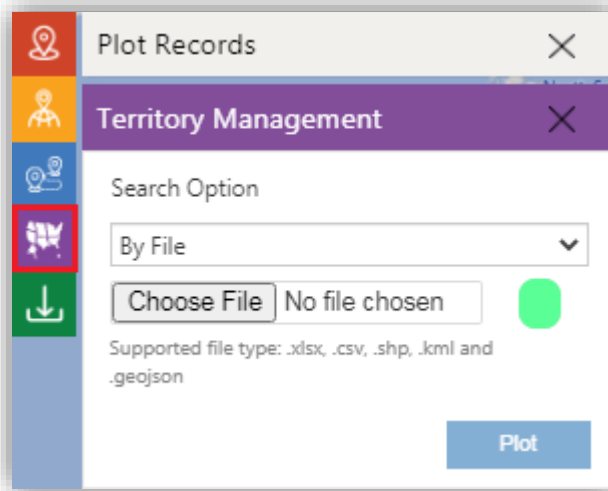 Plot Records
Territory Management
Search Option
By File
Choose File No file chosen
Supported file type: .xlsx, .csv, .shp, .kml and
.geojson
Plot